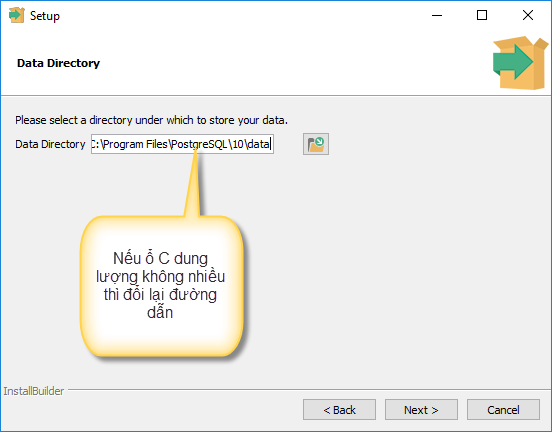 Setup
Data Directory
Please select a directory under which to store your data.
Data Directory C:\Program Files\PostgreSQL\10\data
Nếu ổ C dung
lượng không nhiều
thì đổi lại đường
dẫn
InstallBuilder
< Back Next > Cancel